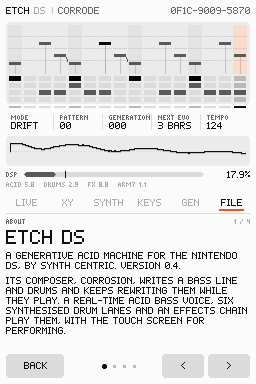 ETCH DS | CORRODE 0F1C-9009-5870
MODE PATTERN GENERATION NEXT EVO TEMPO
DRIFT 00 000 3 BARS 124
DSP 17.9%
ACID 5.8 DRUMS 2.9 FX 8.8 ARM7 1.1
LIVE XY SYNTH KEYS GEN FILE
ABOUT 1 / 4
ETCH DS
A GENERATIVE ACID MACHINE FOR THE NINTENDO
DS, BY SYNTH CENTRIC. VERSION 0.4.
ITS COMPOSER, CORROSION, WRITES A BASS LINE
AND DRUMS AND KEEPS REWRITING THEM WHILE
THEY PLAY. A REAL-TIME ACID BASS VOICE, SIX
SYNTHESISED DRUM LANES AND AN EFFECTS CHAIN
PLAY THEM, WITH THE TOUCH SCREEN FOR
PERFORMING.
BACK < >